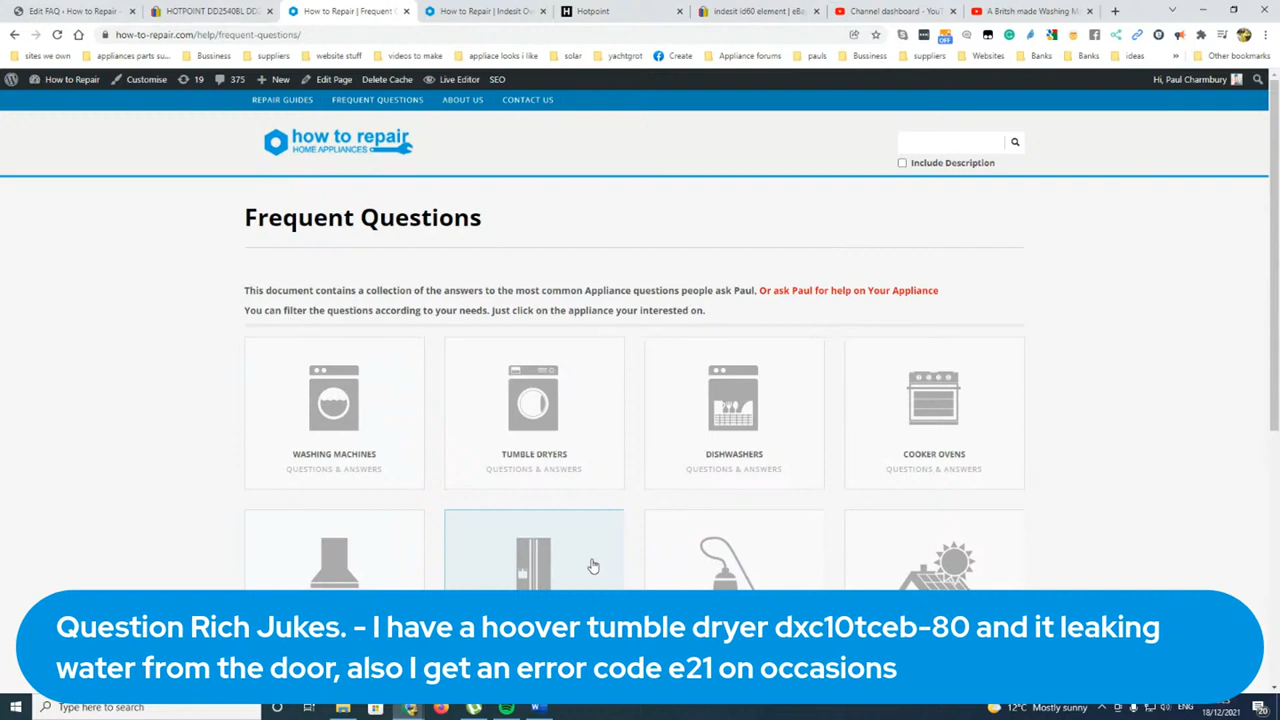 Edit FAQ ‹ How to Repair -
HOTPOINT DD2540BL DD2
How to Repair | Frequent Q
How to Repair | Indesit Ov
Hotpoint
indesit id60 element | eBay
Channel dashboard - YouT
A Britsh made Washing M
how-to-repair.com/help/frequent-questions/
sites we own
appliances parts su...
Bussiness
suppliers
website stuff
videos to make
appliace looks i like
solar
yachtgrot
Create
Appliance forums
pauls
Bussiness
suppliers
Websites
Banks
Banks
ideas
Other bookmarks
How to Repair
Customise
19
375
New
Edit Page
Delete Cache
Live Editor
SEO
Hi, Paul Charmbury
REPAIR GUIDES
FREQUENT QUESTIONS
ABOUT US
CONTACT US
how to repair
HOME APPLIANCES
Include Description
Frequent Questions
This document contains a collection of the answers to the most common Appliance questions people ask Paul, Or ask Paul for help on Your Appliance
You can filter the questions according to your needs. Just click on the appliance your interested on.
WASHING MACHINES
QUESTIONS & ANSWERS
TUMBLE DRYERS
QUESTIONS & ANSWERS
DISHWASHERS
QUESTIONS & ANSWERS
COOKER OVENS
QUESTIONS & ANSWERS
Question Rich Jukes. - I have a hoover tumble dryer dxc10tceb-80 and it leaking
water from the door, also I get an error code e21 on occasions
Type here to search
12°C Mostly sunny
ENG
18/12/2021
20